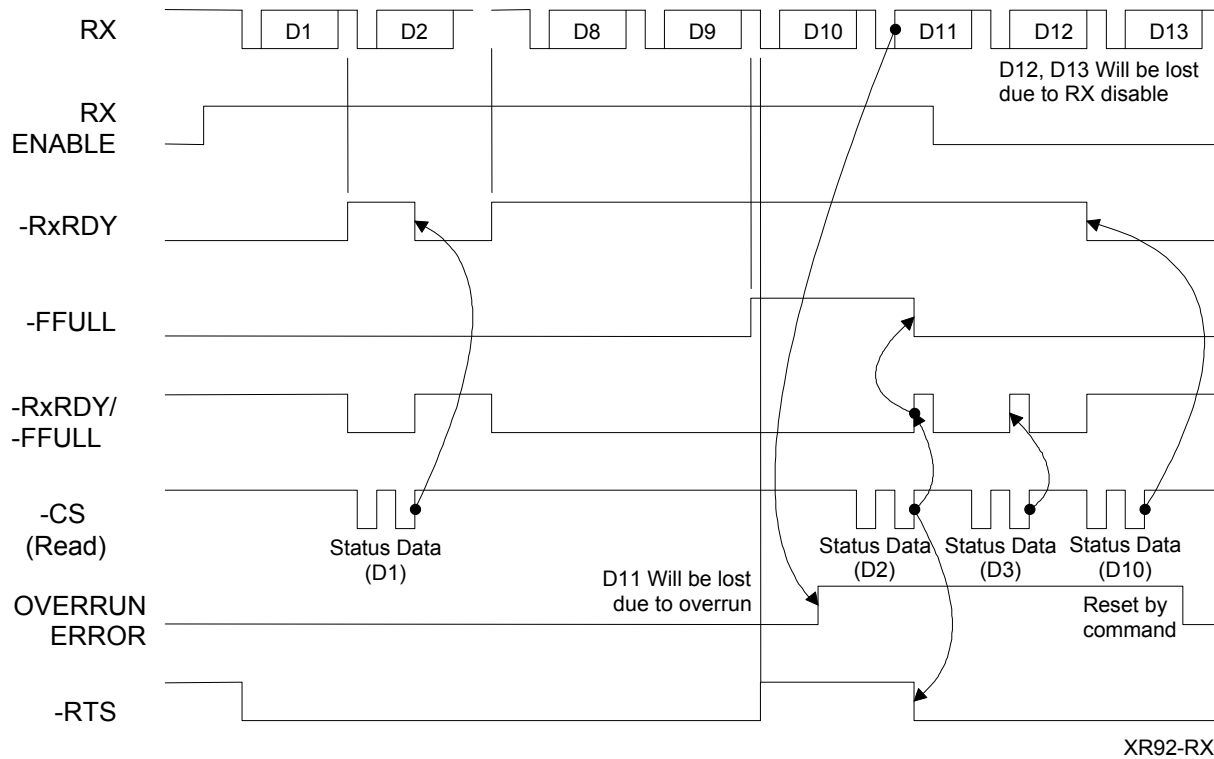 RX
D1
D2
D8
D9
D10
D11
D12
D13
D12, D13 Will be lost
due to RX disable
RX
ENABLE
-RxRDY
-FFULL
-RxRDY/
-FFULL
-CS
(Read)
Status Data
(D1)
Status Data
(D2)
Status Data
(D3)
Status Data
(D10)
D11 Will be lost
due to overrun
OVERRUN
ERROR
Reset by
command
-RTS
XR92-RX